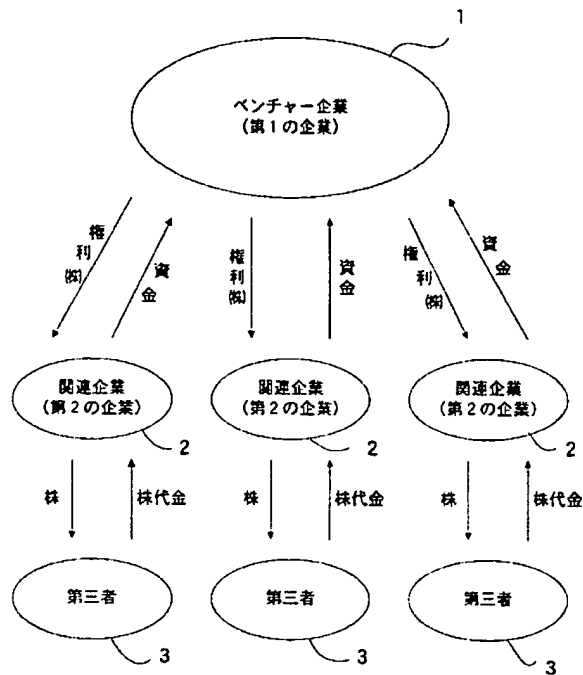 1
ベンチャー企業
(第1の企業)
権利㈱
資金
権利㈱
資金
権利㈱
資金
関連企業
(第2の企業)
2
関連企業
(第2の企業)
2
関連企業
(第2の企業)
2
株
株代金
株
株代金
株
株代金
第三者
3
第三者
3
第三者
3